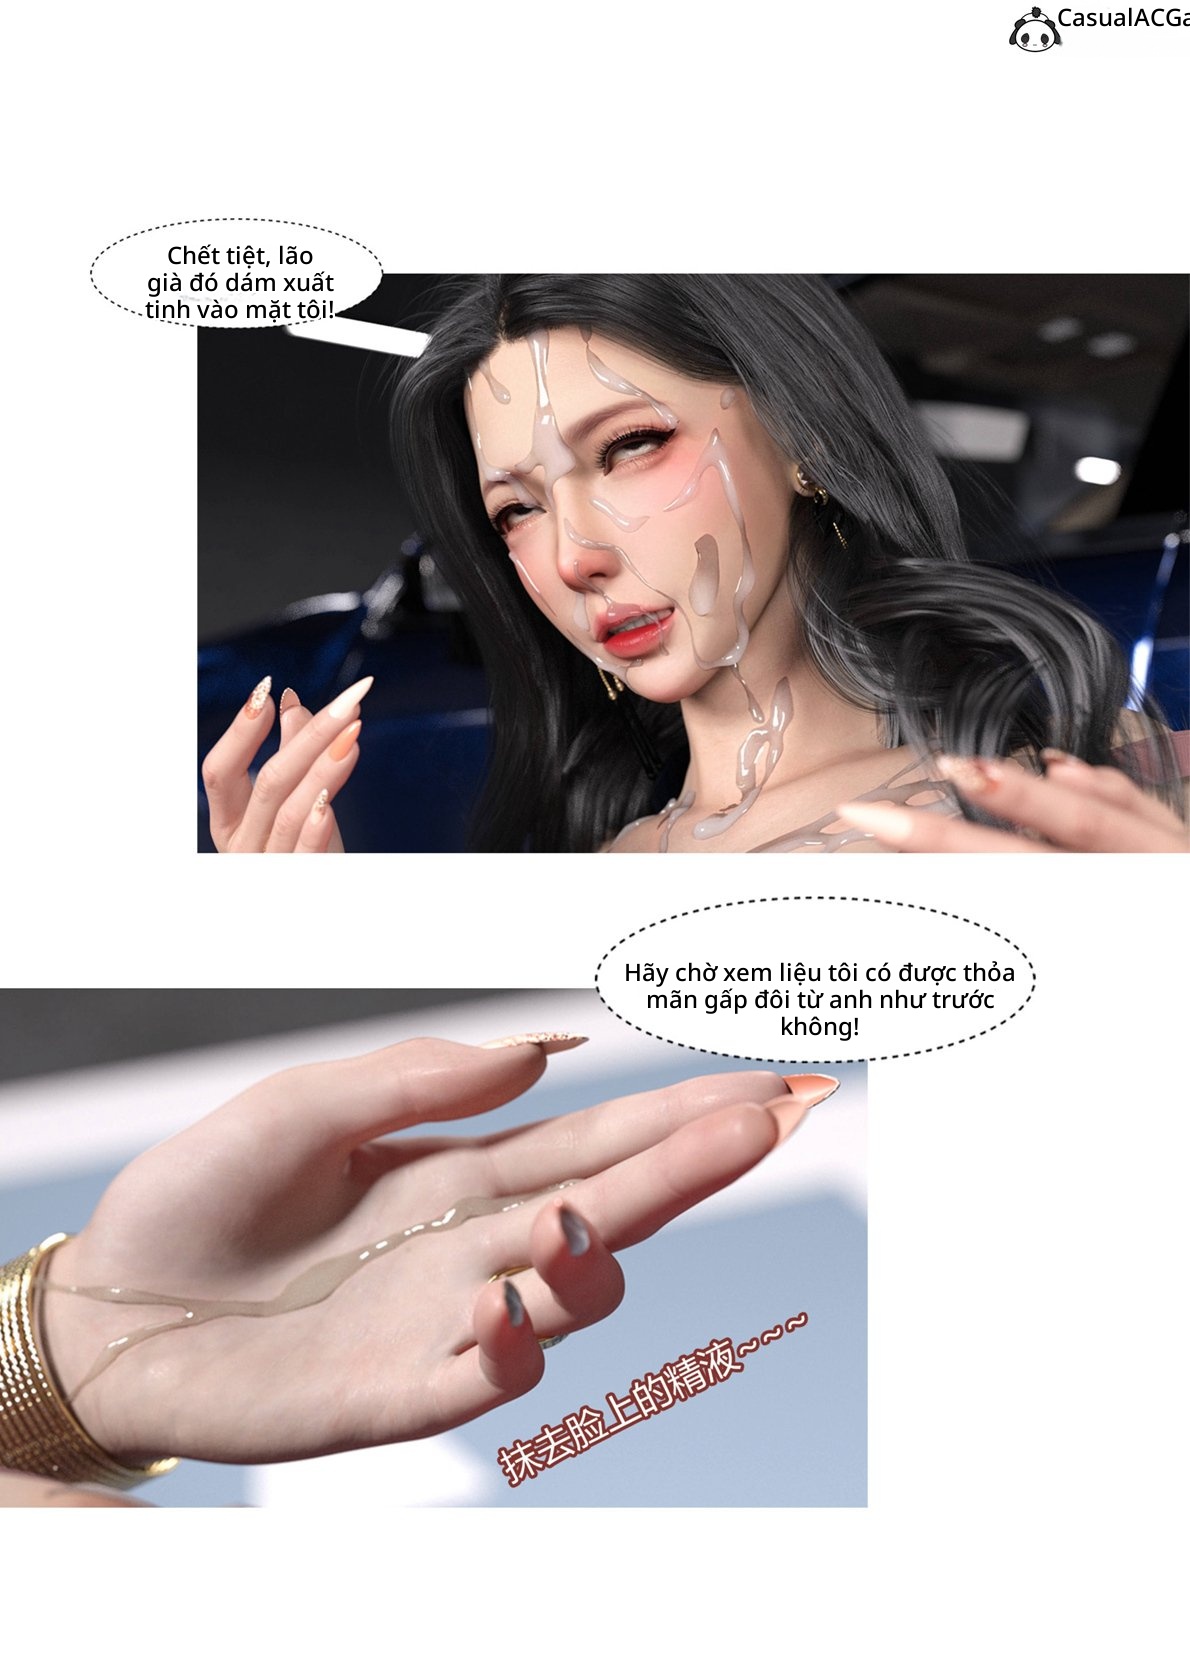 CasualACGa
Chết tiệt, lão
già đó dám xuất
tinh vào mặt tôi!
Hãy chờ xem liệu tôi có được thỏa
mãn gấp đôi từ anh như trước
không!
抹去脸上的精液~~~